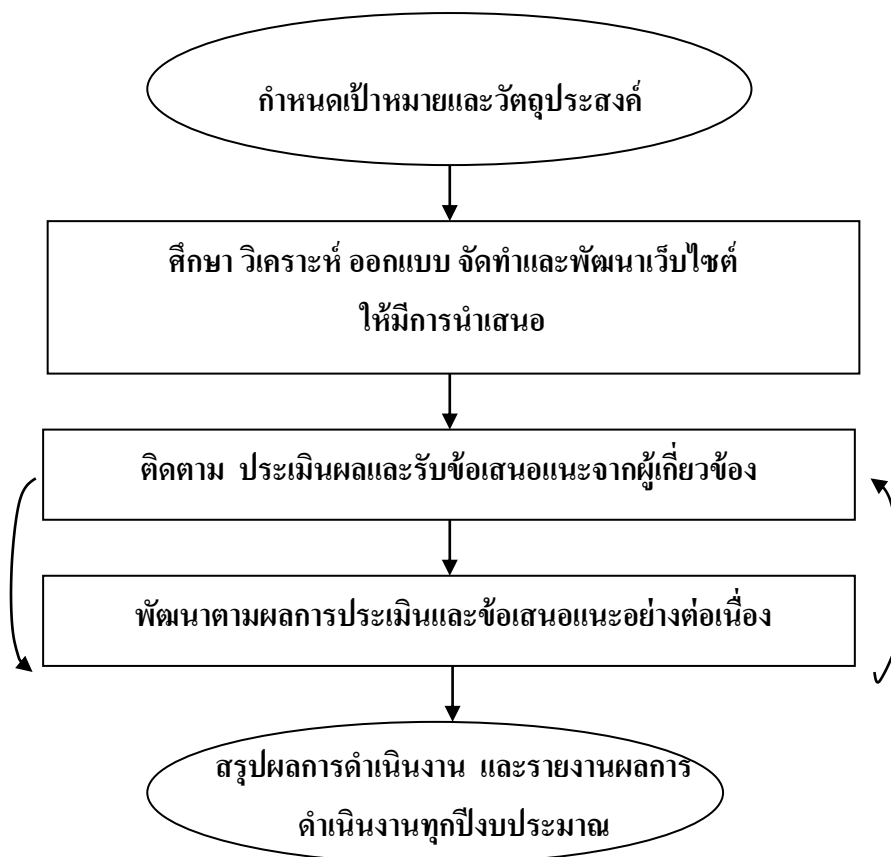 กำหนดเป้าหมายและวัตถุประสงค์
ศึกษา วิเคราะห์ ออกแบบ จัดทำและพัฒนาเว็บไซต์
ให้มีการนำเสนอ
ติดตาม ประเมินผลและรับข้อเสนอแนะจากผู้เกี่ยวข้อง
พัฒนาตามผลการประเมินและข้อเสนอแนะอย่างต่อเนื่อง
สรุปผลการดำเนินงาน และรายงานผลการ
ดำเนินงานทุกปีงบประมาณ